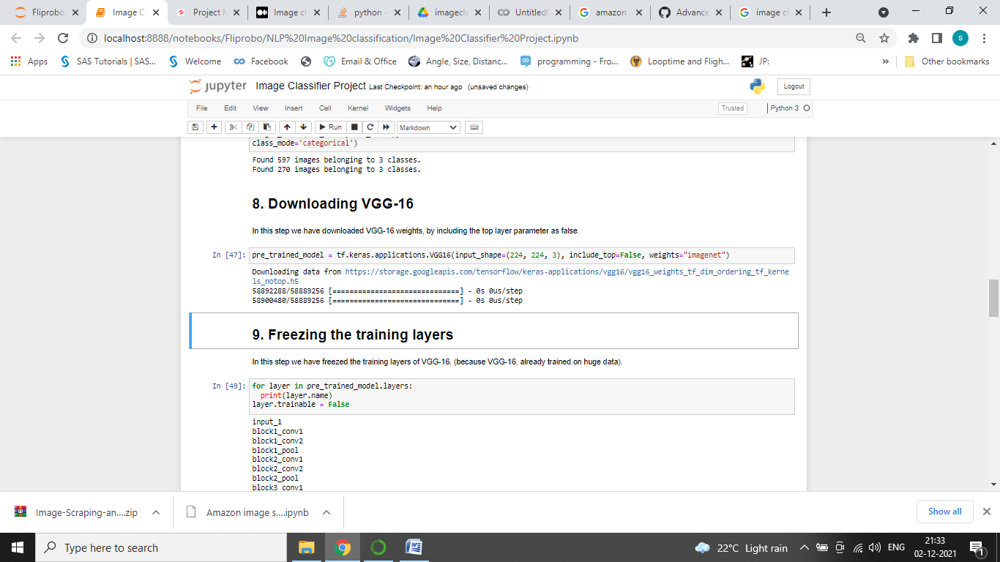 Fliprobo/
Image C
Project M
Image cl
python -
imagecla
Untitled
amazon
Advance
image cl
localhost:8888/notebooks/Fliprobo/NLP%20Image%20classification/Image%20Classifier%20Project.ipynb
s
Apps
SAS Tutorials | SAS...
Welcome
Facebook
Email & Office
Angle, Size, Distanc...
programming - Fro...
Looptime and Fligh...
JP:
»
Other bookmarks
jupyter
Image Classifier Project Last Checkpoint: an hour ago (unsaved changes)
Logout
File Edit View Insert Cell Kernel Widgets Help
Trusted
Python 3
Run
Markdown
class_mode='categorical')
Found 597 images belonging to 3 classes.
Found 270 images belonging to 3 classes.
8. Downloading VGG-16
In this step we have downloaded VGG-16 weights, by including the top layer parameter as false.
In [47]: pre_trained_model = tf.keras.applications.VGG16(input_shape=(224, 224, 3), include_top=False, weights="imagenet")
Downloading data from https://storage.googleapis.com/tensorflow/keras-applications/vgg16/vgg16_weights_tf_dim_ordering_tf_kerne
ls_notop.h5
58892288/58889256 [==============================] - 0s 0us/step
58900480/58889256 [==============================] - 0s 0us/step
9. Freezing the training layers
In this step we have freezed the training layers of VGG-16. (because VGG-16, already trained on huge data).
In [49]: for layer in pre_trained_model.layers:
print(layer.name)
layer.trainable = False
input_1
block1_conv1
block1_conv2
block1_pool
block2_conv1
block2_conv2
block2_pool
block3_conv1
Image-Scraping-an....zip
Amazon image s....ipynb
Show all
Type here to search
22°C Light rain
ENG
21:33
02-12-2021
1